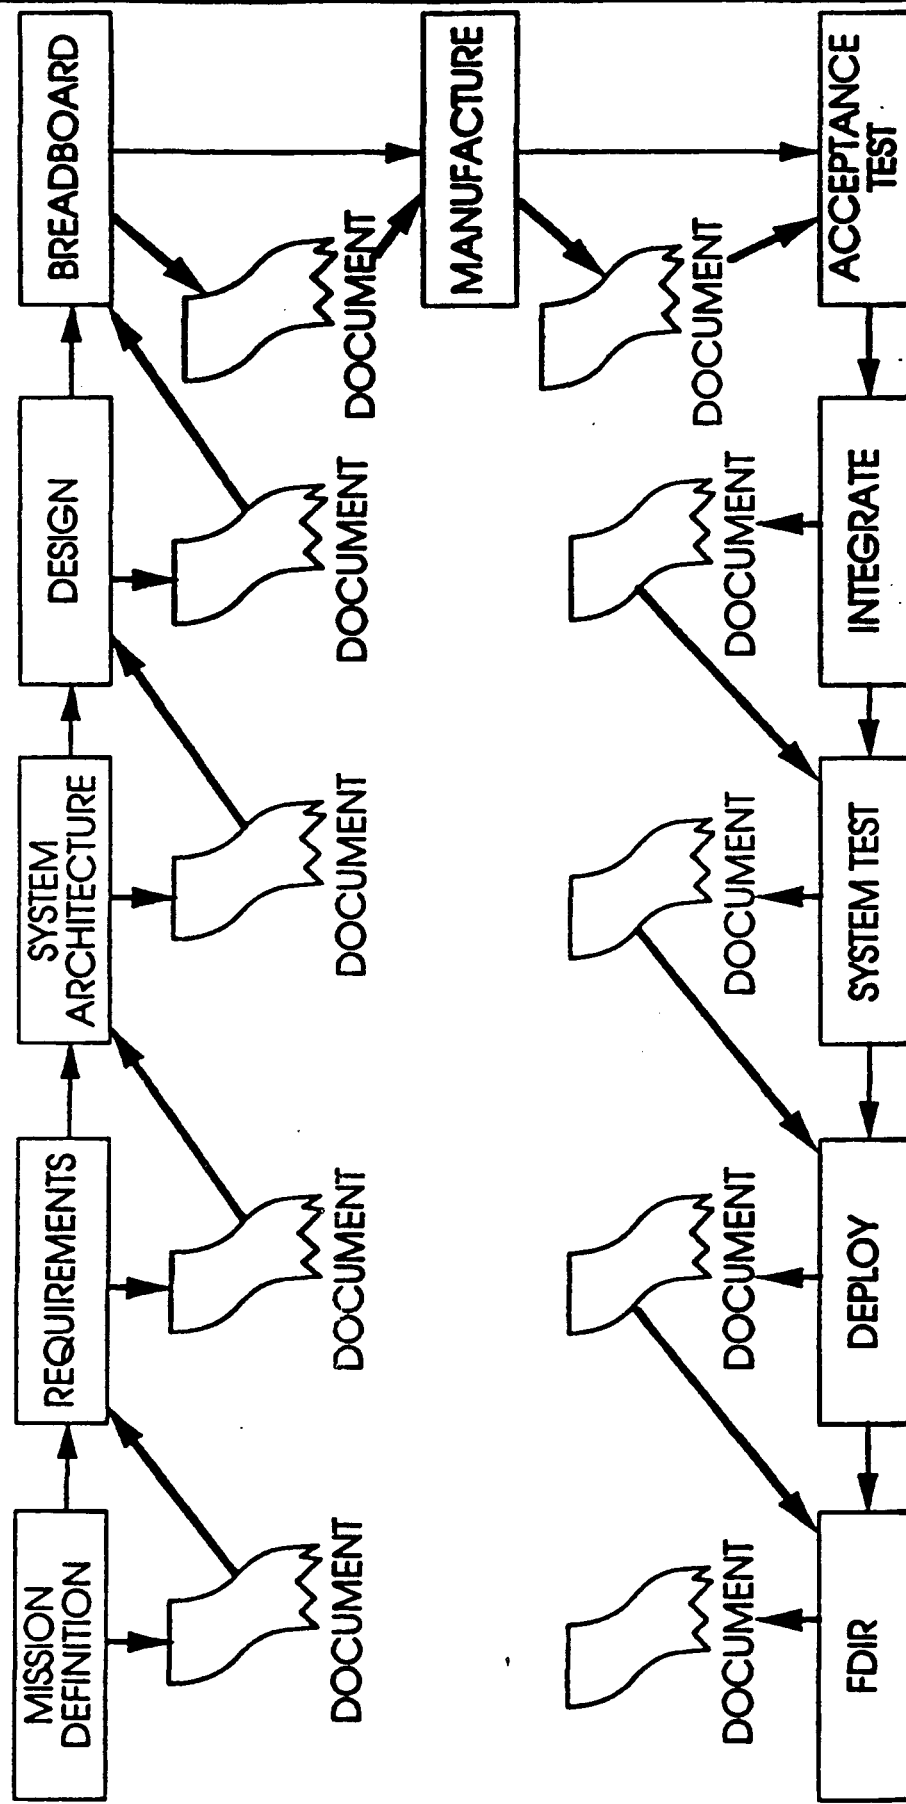 MISSION
DEFINITION
REQUIREMENTS
SYSTEM
ARCHITECTURE
DESIGN
BREADBOARD
DOCUMENT
DOCUMENT
DOCUMENT
DOCUMENT
DOCUMENT
MANUFACTURE
DOCUMENT
DOCUMENT
DOCUMENT
DOCUMENT
DOCUMENT
FDIR
DEPLOY
SYSTEM TEST
INTEGRATE
ACCEPTANCE
TEST